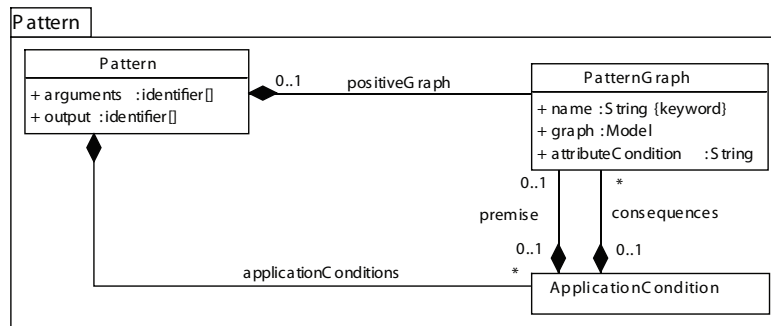 Pattern
Pattern
+ arguments : identifier[]
+ output : identifier[]
0..1
positiveGraph
PatternGraph
+ name : String {keyword}
+ graph : Model
+ attributeCondition : String
0..1
*
premise
consequences
0..1
0..1
applicationConditions
*
ApplicationCondition